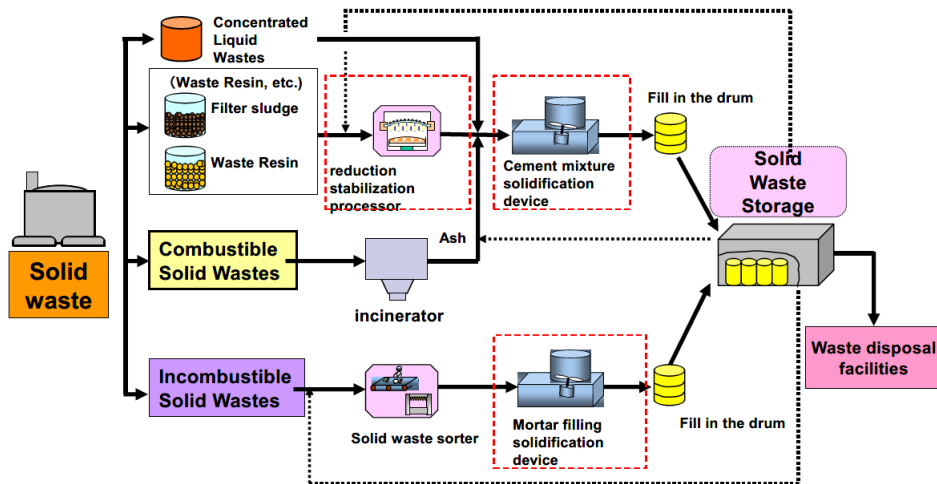 Concentrated
Liquid
Wastes
(Waste Resin, etc.)
Filter sludge
Waste Resin
reduction
stabilization
processor
Cement mixture
solidification
device
Fill in the drum
Solid
Waste
Storage
Solid
waste
Combustible
Solid Wastes
Ash
incinerator
Incombustible
Solid Wastes
Solid waste sorter
Mortar filling
solidification
device
Fill in the drum
Waste disposal
facilities